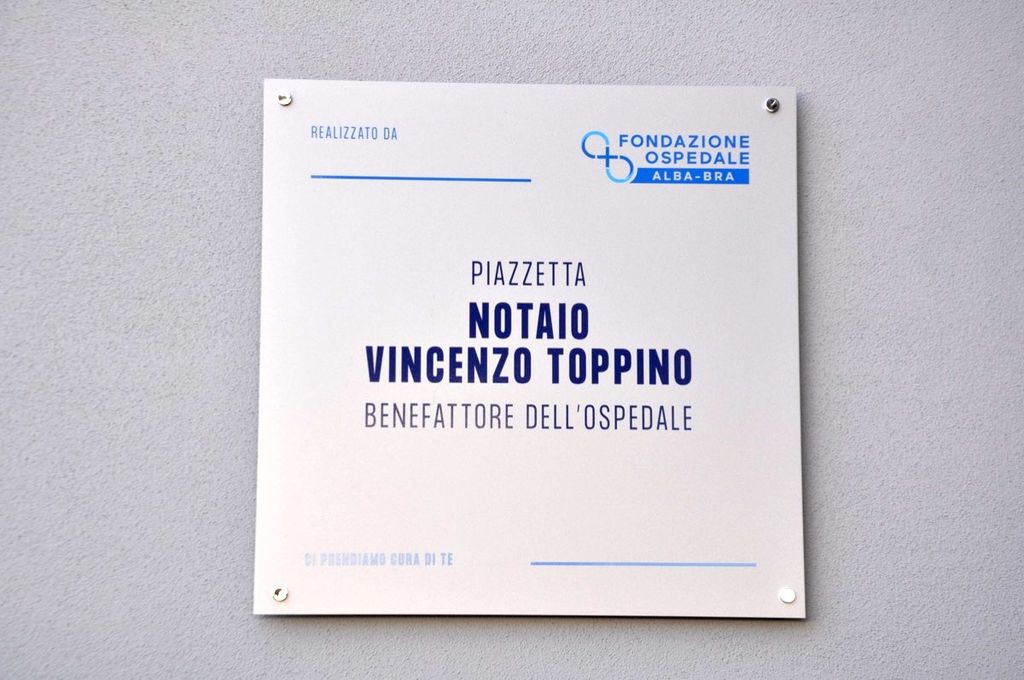 REALIZZATO DA
FONDAZIONE
OSPEDALE
ALBA-BRA
PIAZZETTA
NOTAIO
VINCENZO TOPPINO
BENEFATTORE DELL'OSPEDALE
CI PRENDIAMO CURA DI TE